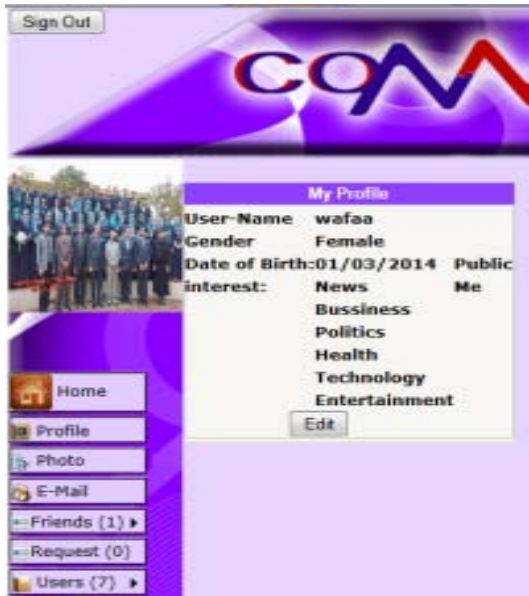 Sign Out
COM
My Profile
User-Name wafaa
Gender Female
Date of Birth:01/03/2014 Public
interest: News Me
Bussiness
Politics
Health
Technology
Entertainment
Edit
Home
Profile
Photo
E-Mail
Friends (1)
Request (0)
Users (7)